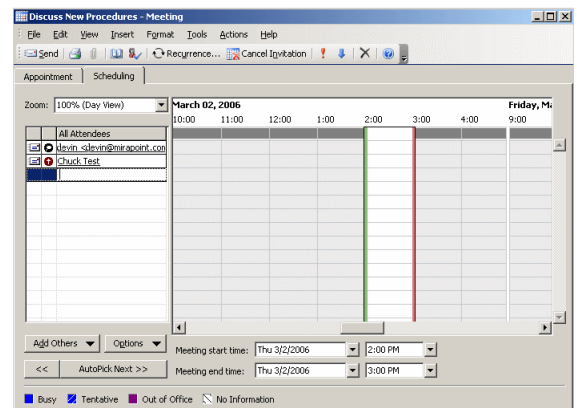 Discuss New Procedures - Meeting
File Edit View Insert Format Tools Actions Help
Send Recurrence... Cancel Invitation
Appointment Scheduling
Zoom: 100% (Day View) March 02, 2006 Friday, Ma
10:00 11:00 12:00 1:00 2:00 3:00 4:00 9:00
All Attendees
devin <devin@mirapoint.con
Chuck Test
Add Others Options
Meeting start time: Thu 3/2/2006 2:00 PM
<< AutoPick Next >> Meeting end time: Thu 3/2/2006 3:00 PM
Busy Tentative Out of Office No Information